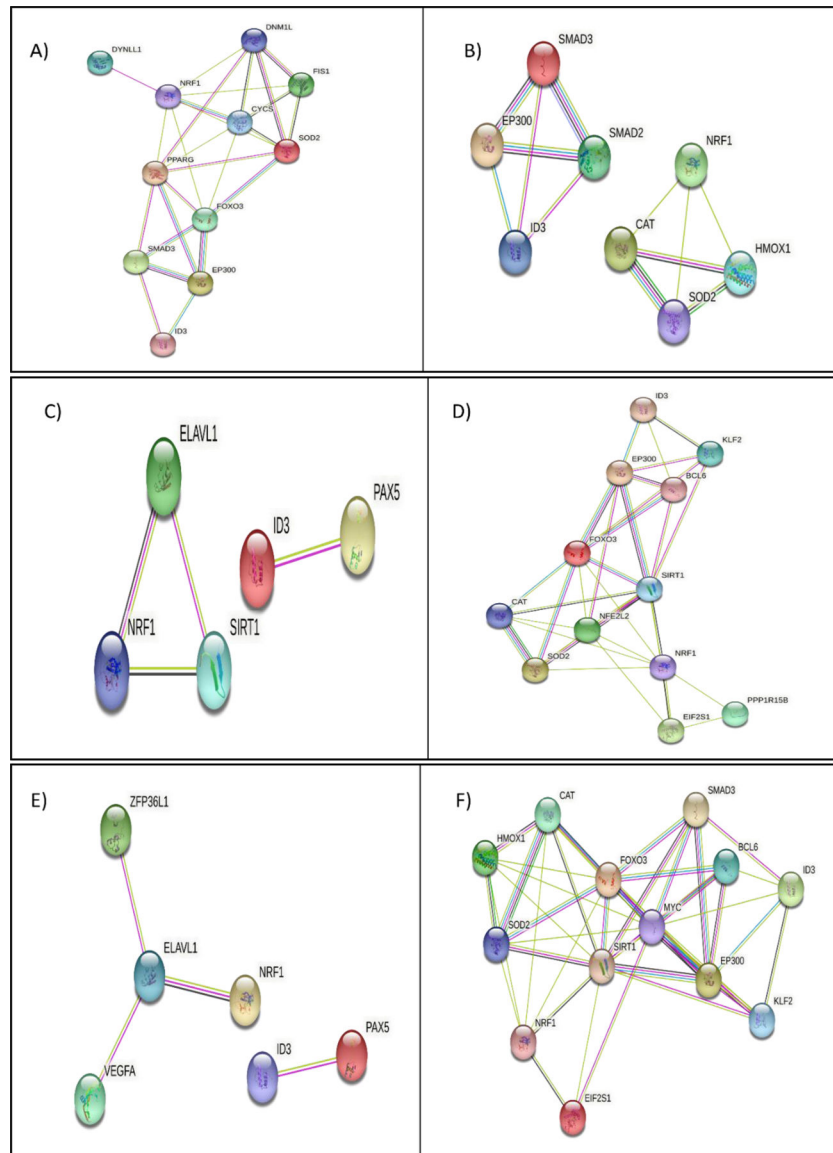 A)
DNM1L
DYNLL1
FIS1
NRF1
CYCS
SOD2
PPARG
FOXO3
SMAD3
EP300
ID3
B)
SMAD3
EP300
SMAD2
NRF1
CAT
ID3
HMOX1
SOD2
C)
ELAVL1
PAX5
ID3
NRF1
SIRT1
D)
ID3
KLF2
EP300
BCL6
FOXO3
SIRT1
CAT
NFE2L2
SOD2
NRF1
PPP1R15B
EIF2S1
E)
ZFP36L1
ELAVL1
NRF1
PAX5
ID3
VEGFA
F)
CAT
SMAD3
HMOX1
FOXO3
BCL6
ID3
MYC
SOD2
SIRT1
EP300
KLF2
NRF1
EIF2S1